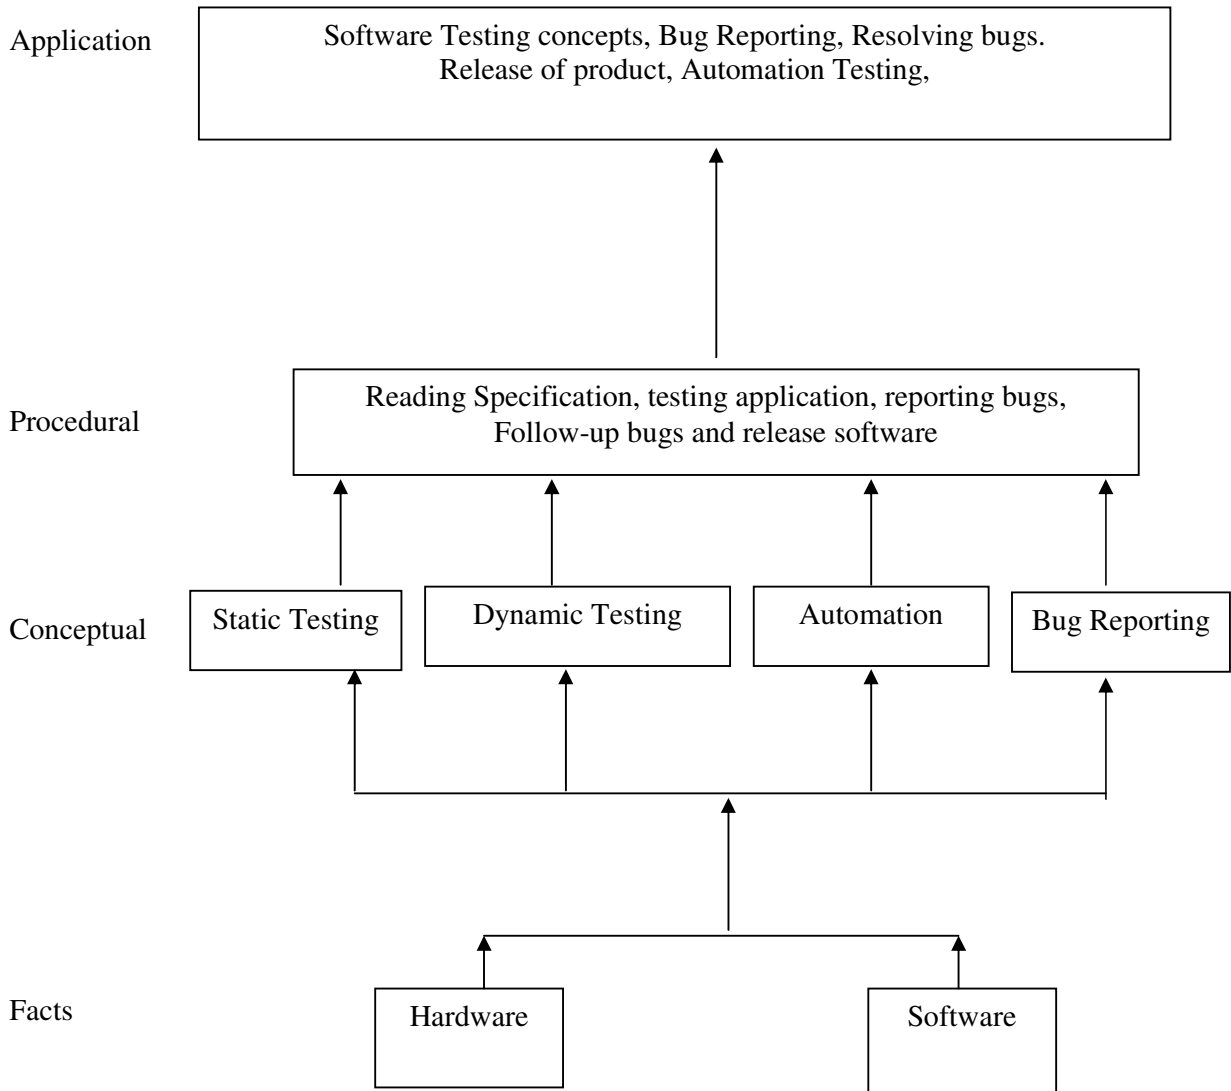 Application
Software Testing concepts, Bug Reporting, Resolving bugs.
Release of product, Automation Testing,
Procedural
Reading Specification, testing application, reporting bugs,
Follow-up bugs and release software
Conceptual
Static Testing
Dynamic Testing
Automation
Bug Reporting
Facts
Hardware
Software